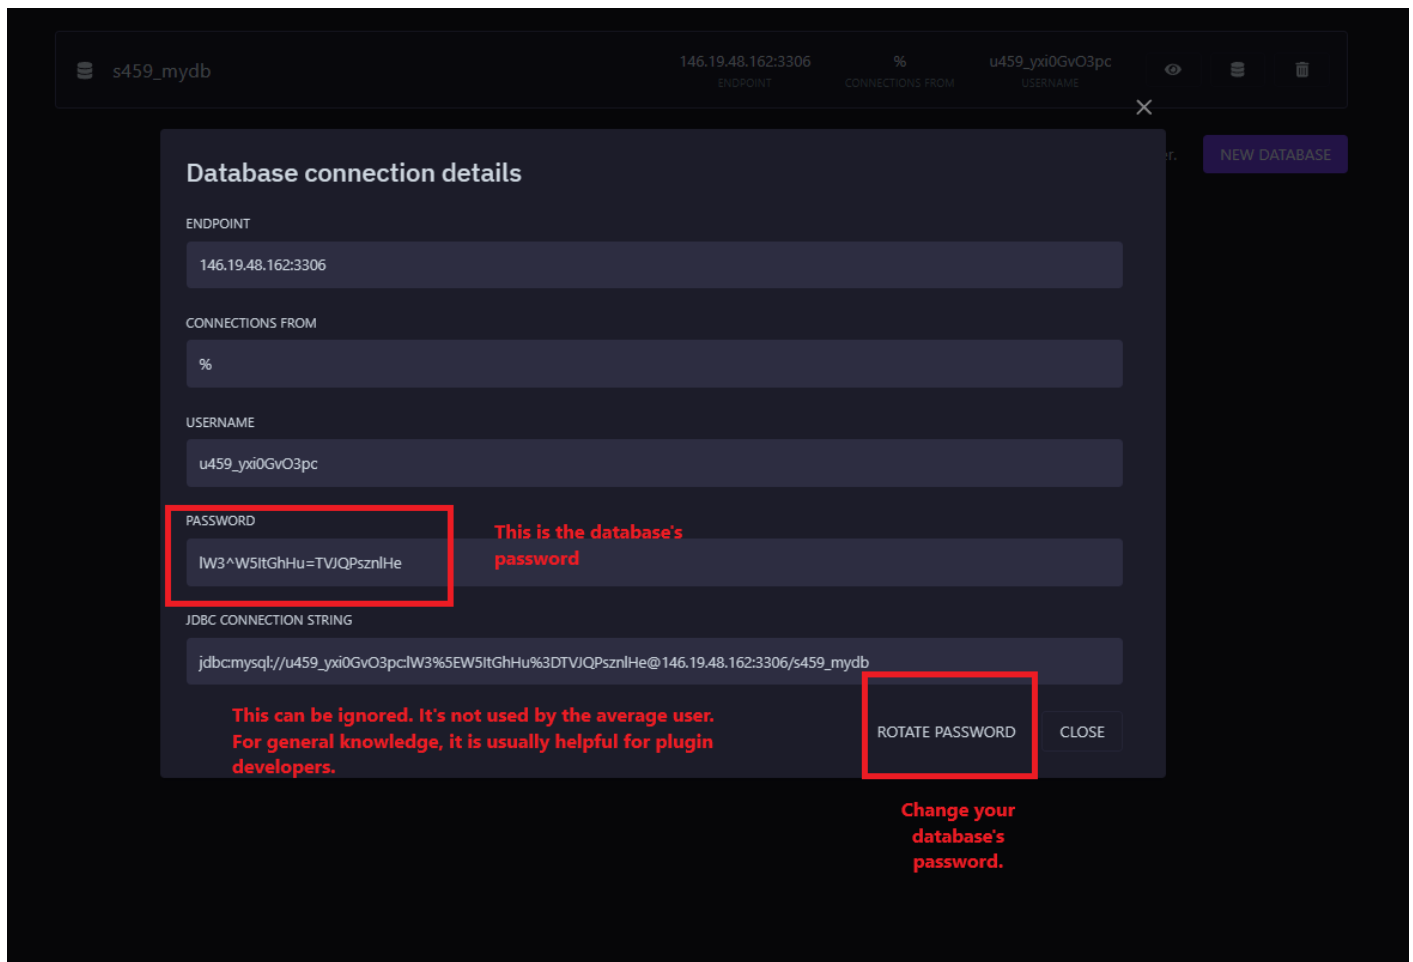 s459_mydb
146.19.48.162:3306
ENDPOINT
%
CONNECTIONS FROM
u459_yxi0GvO3pc
USERNAME
er.
NEW DATABASE
Database connection details
ENDPOINT
146.19.48.162:3306
CONNECTIONS FROM
%
USERNAME
u459_yxi0GvO3pc
PASSWORD
lW3^W5ItGhHu=TVJQPsznlHe
This is the database's
password
JDBC CONNECTION STRING
jdbc:mysql://u459_yxi0GvO3pc:lW3%5EW5ItGhHu%3DTVJQPsznlHe@146.19.48.162:3306/s459_mydb
This can be ignored. It's not used by the average user.
For general knowledge, it is usually helpful for plugin
developers.
ROTATE PASSWORD
CLOSE
Change your
database's
password.